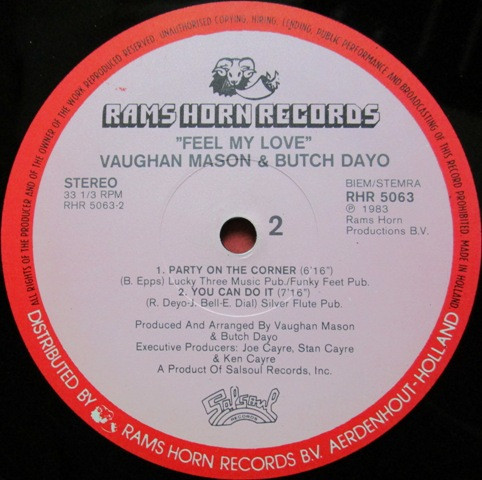 ALL RIGHTS OF THE PRODUCER AND OF THE OWNER OF THE WORK REPRODUCED RESERVED. UNAUTHORISED COPYING, HIRING, LENDING, PUBLIC PERFORMANCE AND BROADCASTING OF THIS RECORD PROHIBITED. MADE IN HOLLAND
RAMS HORN RECORDS
"FEEL MY LOVE"
VAUGHAN MASON & BUTCH DAYO
STEREO
33 1/3 RPM
RHR 5063-2
BIEM/STEMRA
RHR 5063
℗ 1983
Rams Horn
Productions B.V.
2
1. PARTY ON THE CORNER (6'16")
(B. Epps) Lucky Three Music Pub./Funky Feet Pub.
2. YOU CAN DO IT (7'16")
(R. Deyo-J. Bell-E. Dial) Silver Flute Pub.
Produced And Arranged By Vaughan Mason
& Butch Dayo
Executive Producers: Joe Cayre, Stan Cayre
& Ken Cayre
A Product Of Salsoul Records, Inc.
Salsoul
RECORDS
DISTRIBUTED BY RAMS HORN RECORDS B.V. AERDENHOUT-HOLLAND